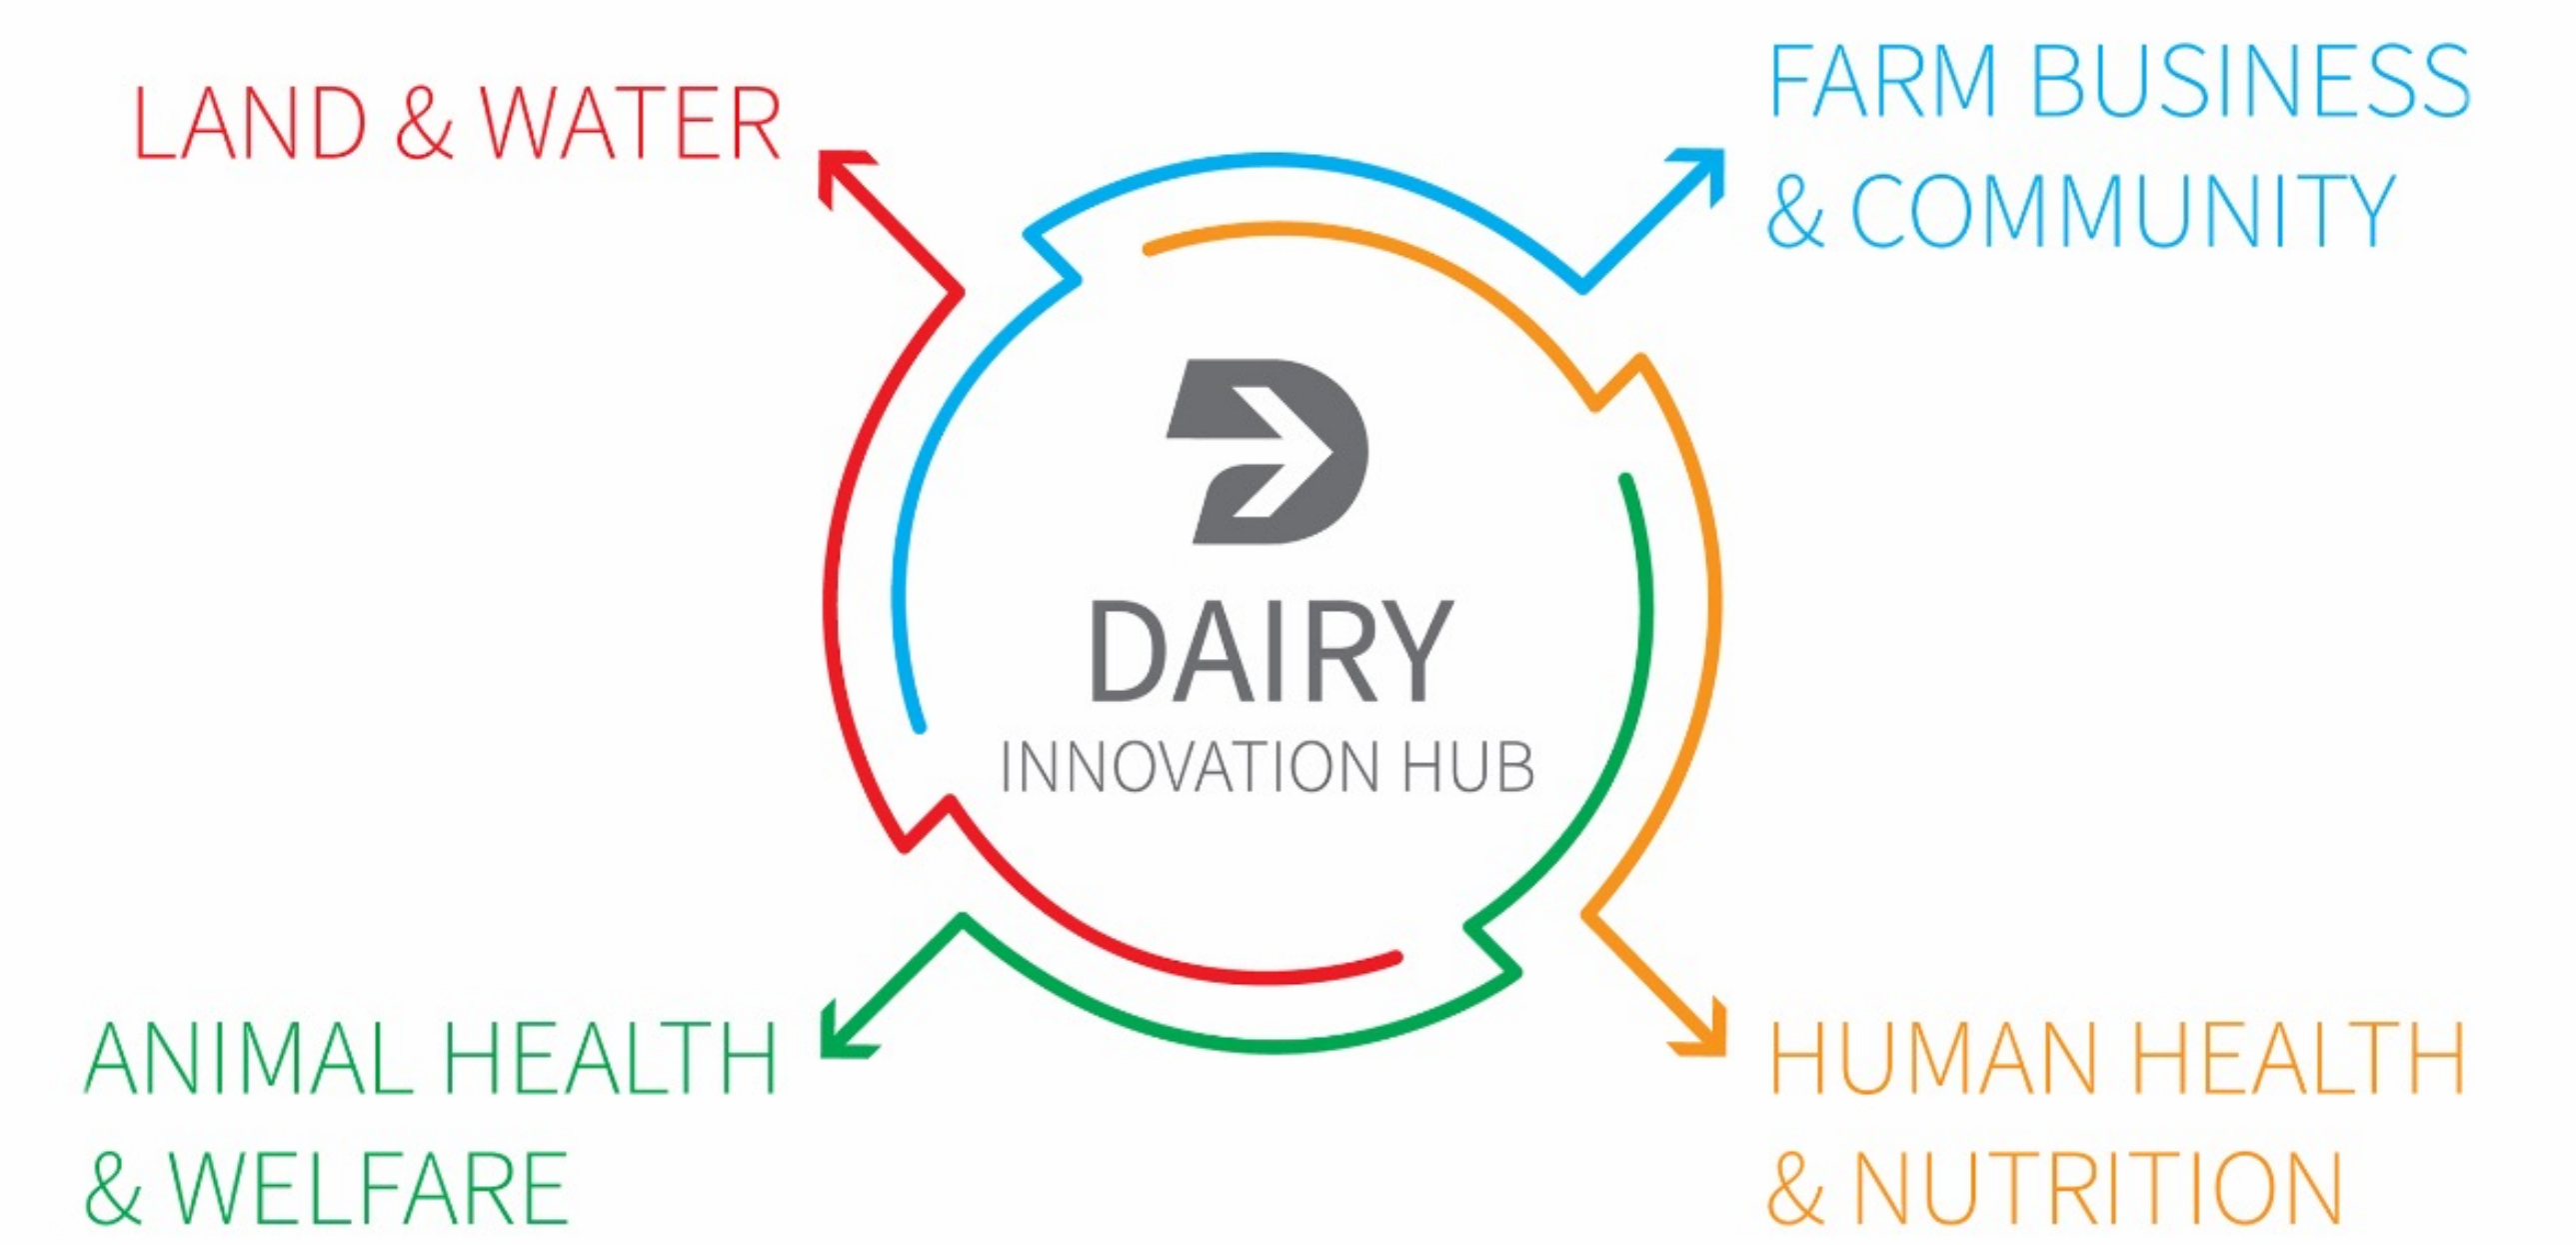 LAND & WATER
FARM BUSINESS
& COMMUNITY
DAIRY
INNOVATION HUB
ANIMAL HEALTH
& WELFARE
HUMAN HEALTH
& NUTRITION